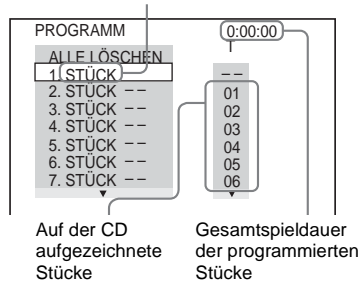 PROGRAMM
0:00:00
ALLE LÖSCHEN
1. STÜCK
– –
2. STÜCK – –
01
3. STÜCK – –
02
4. STÜCK – –
03
5. STÜCK – –
04
6. STÜCK – –
05
7. STÜCK – –
06
Auf der CD
aufgezeichnete
Stücke
Gesamtspieldauer
der programmierten
Stücke